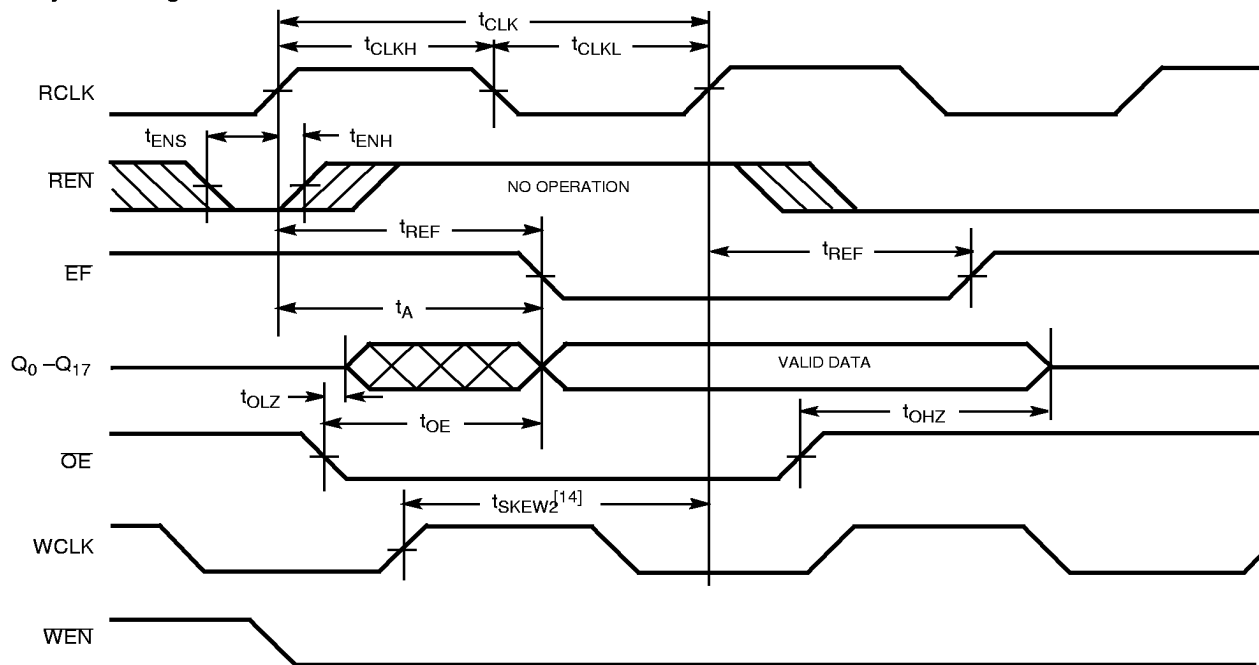 tCLK
tCLKH tCLKL
RCLK
tENS tENH
REN NO OPERATION
tREF tREF
EF
tA
Q0 –Q17 VALID DATA
tOLZ tOE tOHZ
OE
tSKEW2[14]
WCLK
WEN